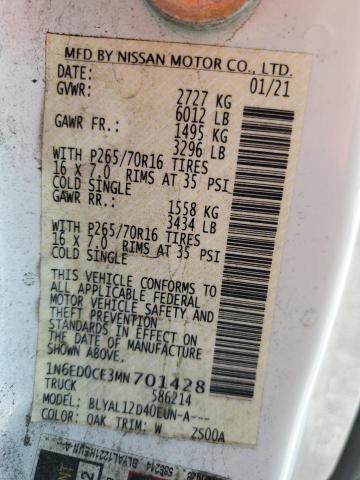 MFD BY NISSAN MOTOR CO., LTD.
DATE: 01/21
GVWR: 2727 KG
6012 LB
GAWR FR.: 1495 KG
3296 LB
WITH P265/70R16 TIRES
16 X 7.0 RIMS AT 35 PSI
COLD SINGLE
GAWR RR.: 1558 KG
3434 LB
WITH P265/70R16 TIRES
16 X 7.0 RIMS AT 35 PSI
COLD SINGLE
THIS VEHICLE CONFORMS TO
ALL APPLICABLE FEDERAL
MOTOR VEHICLE SAFETY AND
THEFT PREVENTION
STANDARDS IN EFFECT ON
THE DATE OF MANUFACTURE
SHOWN ABOVE.
1N6ED0CE3MN701428
TRUCK 586214
MODEL: BLYAL12D40EUN-A---
COLOR: OAK TRIM: W ZS00A
586214